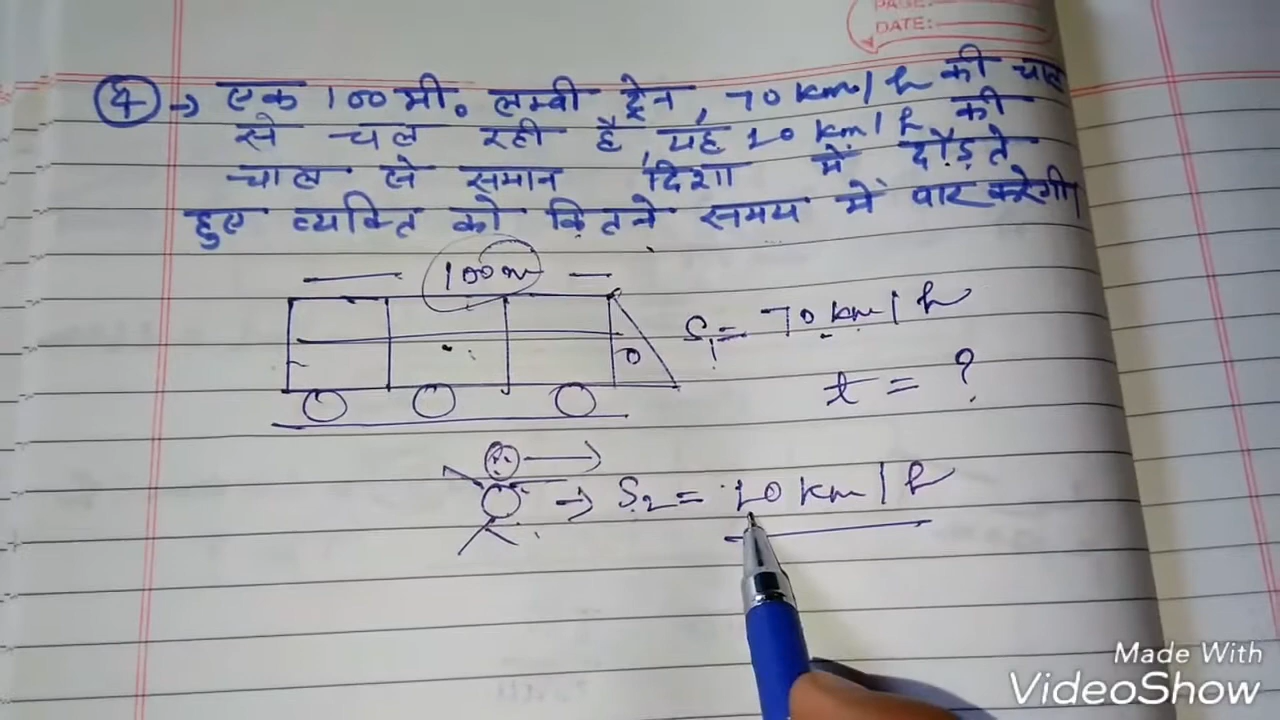 PAGE:
DATE:
4 → एक 100 मी. लम्बी ट्रेन, 70 km/h की चाल
से चल रही है, यह 10 km/h की
चाल से समान दिशा में दौड़ते
हुए व्यक्ति को कितने समय में पार करेगी।
100m
S₁ = 70 km/h
t = ?
→ S₂ = 10 km/h
Made With
VideoShow